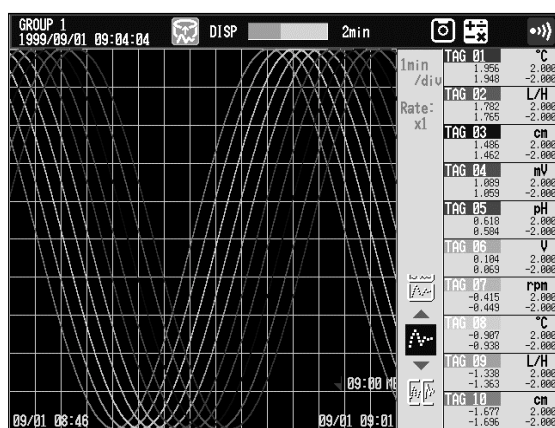 GROUP 1
1999/09/01 09:04:04
DISP
2min
1min
/div
Rate:
x1
TAG 01 °C
1.956 2.000
1.948 -2.000
TAG 02 L/H
1.782 2.000
1.765 -2.000
TAG 03 cm
1.486 2.000
1.462 -2.000
TAG 04 mV
1.089 2.000
1.059 -2.000
TAG 05 pH
0.618 2.000
0.584 -2.000
TAG 06 V
0.104 2.000
0.069 -2.000
TAG 07 rpm
-0.415 2.000
-0.449 -2.000
TAG 08 °C
-0.907 2.000
-0.938 -2.000
TAG 09 L/H
-1.338 2.000
-1.363 -2.000
TAG 10 cm
-1.677 2.000
-1.696 -2.000
09:00
09/01 08:46
09/01 09:01